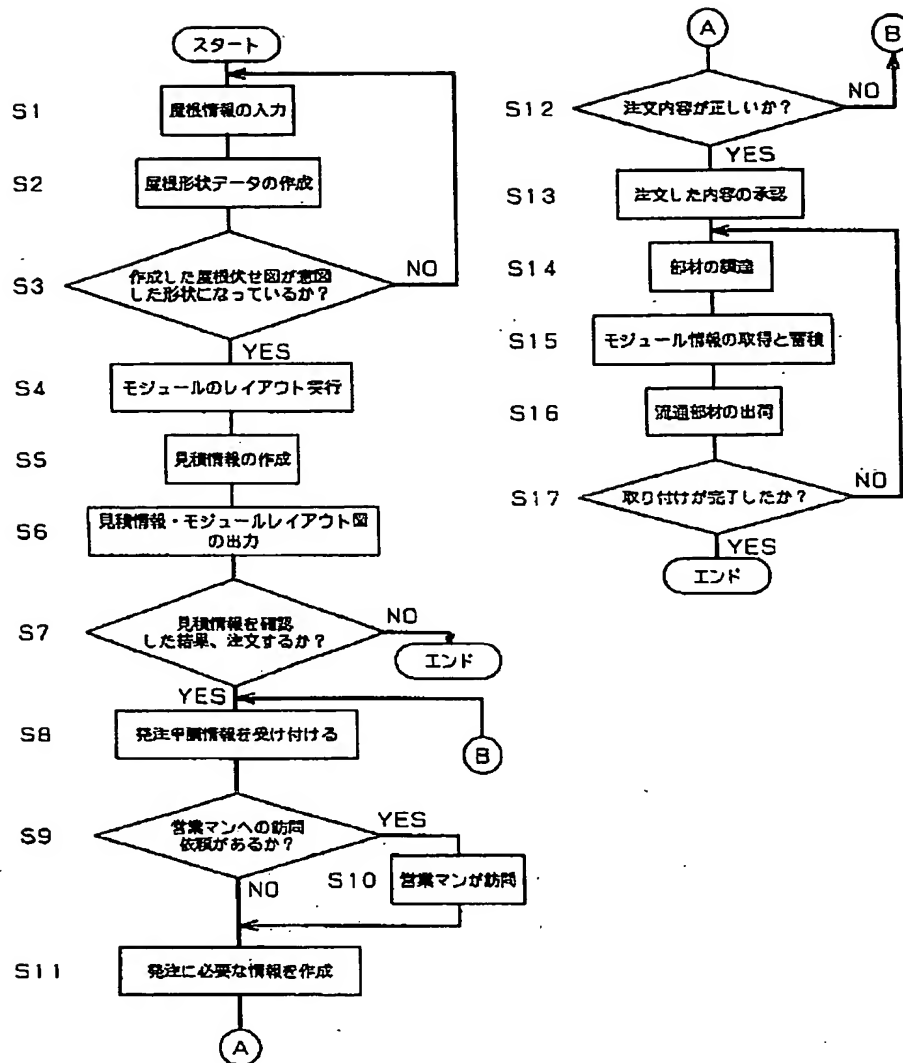 スタート
S1
屋根情報の入力
S2
屋根形状データの作成
S3
作成した屋根伏せ図が意図
した形状になっているか?
NO
YES
S4
モジュールのレイアウト実行
S5
見積情報の作成
S6
見積情報・モジュールレイアウト図
の出力
S7
見積情報を確認
した結果、注文するか?
NO
エンド
YES
S8
発注申請情報を受け付ける
B
S9
営業マンへの訪問
依頼があるか?
YES
S10
営業マンが訪問
NO
S11
発注に必要な情報を作成
A
A
B
S12
注文内容が正しいか?
NO
YES
S13
注文した内容の承認
S14
部材の調達
S15
モジュール情報の取得と蓄積
S16
流通部材の出荷
S17
取り付けが完了したか?
NO
YES
エンド